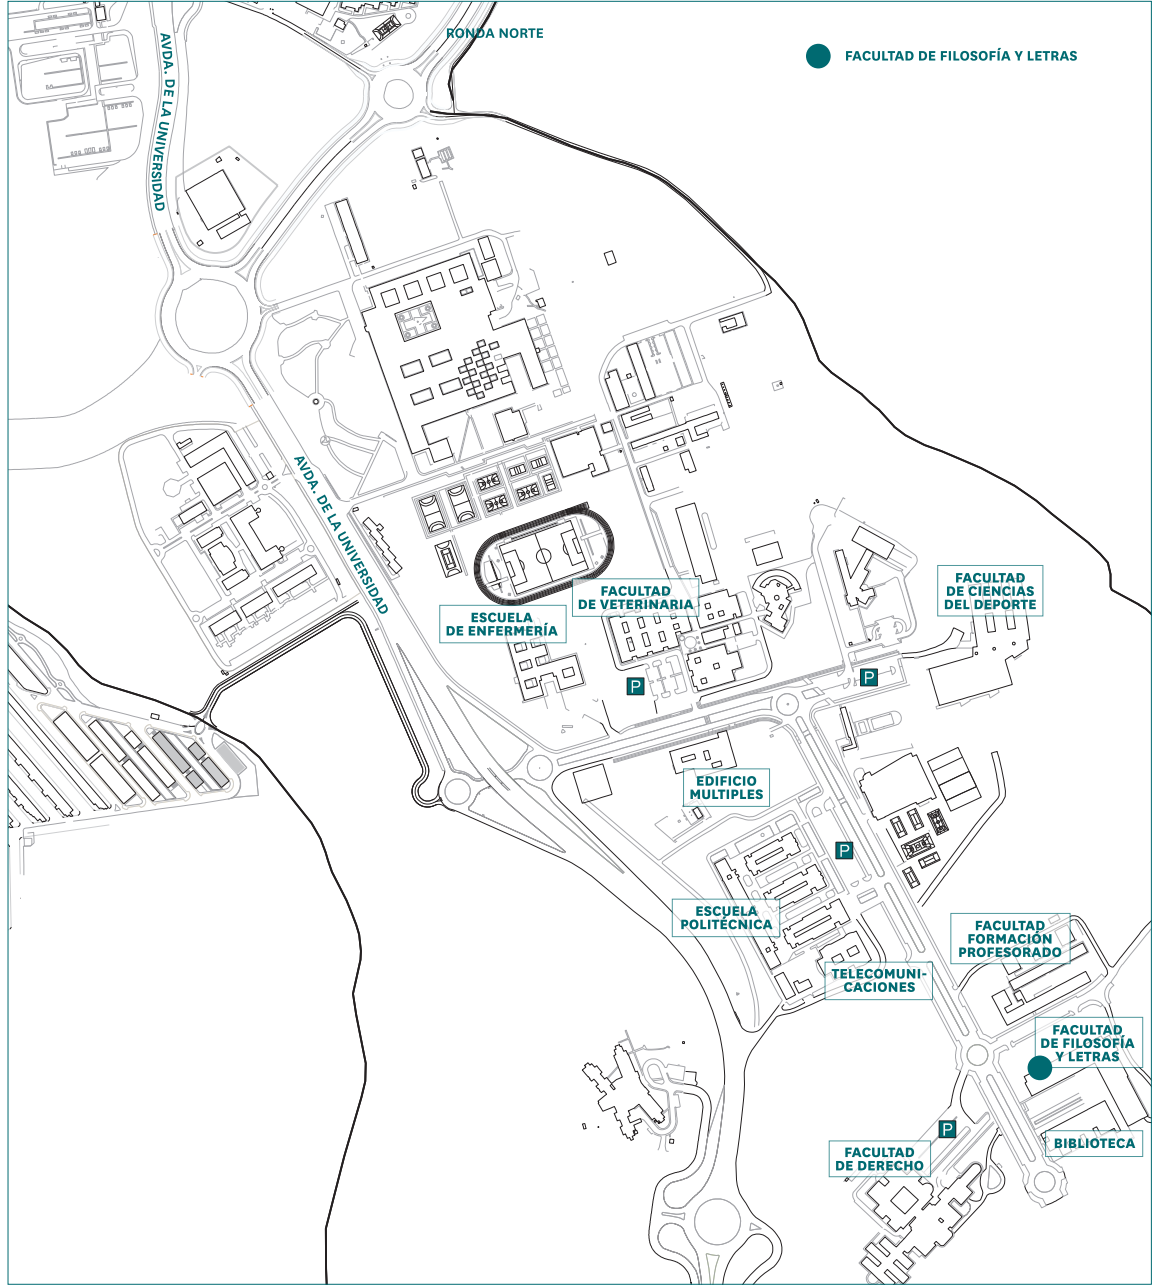 RONDA NORTE
FACULTAD DE FILOSOFÍA Y LETRAS
AVDA. DE LA UNIVERSIDAD
AVDA. DE LA UNIVERSIDAD
FACULTAD
DE CIENCIAS
DEL DEPORTE
FACULTAD
DE VETERINARIA
ESCUELA
DE ENFERMERÍA
P
P
EDIFICIO
MULTIPLES
P
ESCUELA
POLITÉCNICA
FACULTAD
FORMACIÓN
PROFESORADO
TELECOMUNI-
CACIONES
FACULTAD
DE FILOSOFÍA
Y LETRAS
P
BIBLIOTECA
FACULTAD
DE DERECHO